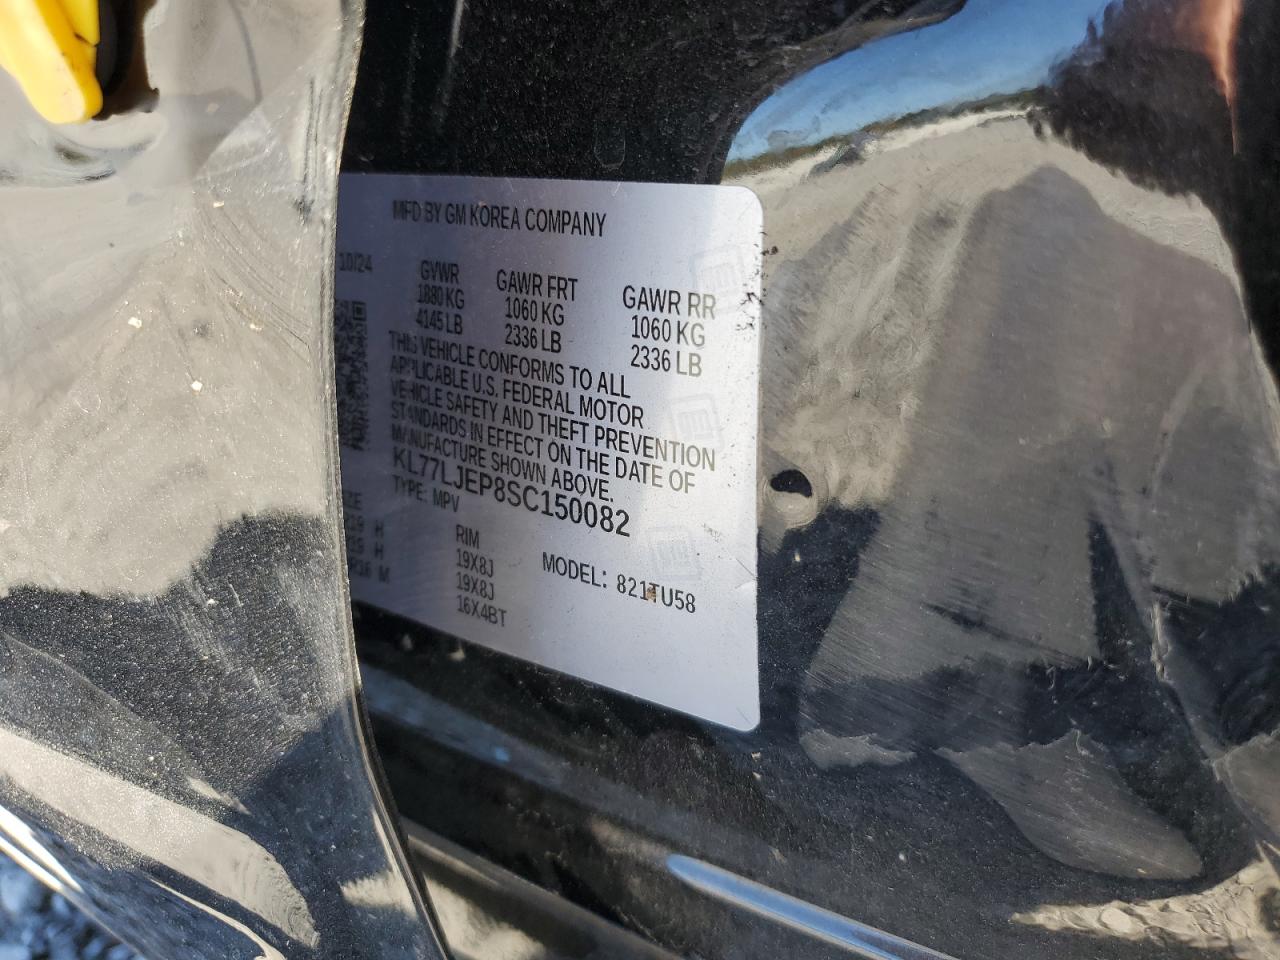 MFD BY GM KOREA COMPANY
10/24
GVWR GAWR FRT GAWR RR
1880 KG 1060 KG 1060 KG
4145 LB 2336 LB 2336 LB
THIS VEHICLE CONFORMS TO ALL
APPLICABLE U.S. FEDERAL MOTOR
VEHICLE SAFETY AND THEFT PREVENTION
STANDARDS IN EFFECT ON THE DATE OF
MANUFACTURE SHOWN ABOVE.
KL77LJEP8SC150082
TYPE: MPV
RIM
19X8J
19X8J
16X4BT
MODEL: 821TU58